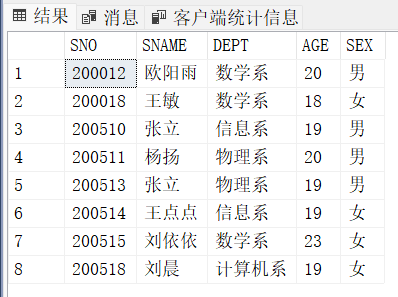 结果 消息 客户端统计信息
SNO SNAME DEPT AGE SEX
1 200012 欧阳雨 数学系 20 男
2 200018 王敏 数学系 18 女
3 200510 张立 信息系 19 男
4 200511 杨扬 物理系 20 男
5 200513 张立 物理系 19 男
6 200514 王点点 信息系 19 女
7 200515 刘依依 数学系 23 女
8 200518 刘晨 计算机系 19 女